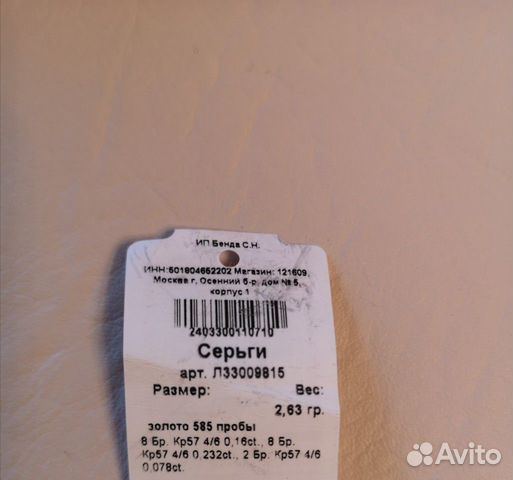 ИП Бенда С.Н.
ИНН:501804652202 Магазин: 121609,
Москва г, Осенний б-р, дом № 5,
корпус 1
2403300110710
Серьги
арт. Л33009815
Размер: Вес:
2,63 гр.
золото 585 пробы
8 Бр. Кр57 4/6 0,16ct., 8 Бр.
Кр57 4/6 0.232ct., 2 Бр. Кр57 4/6
0,078ct.
Avito